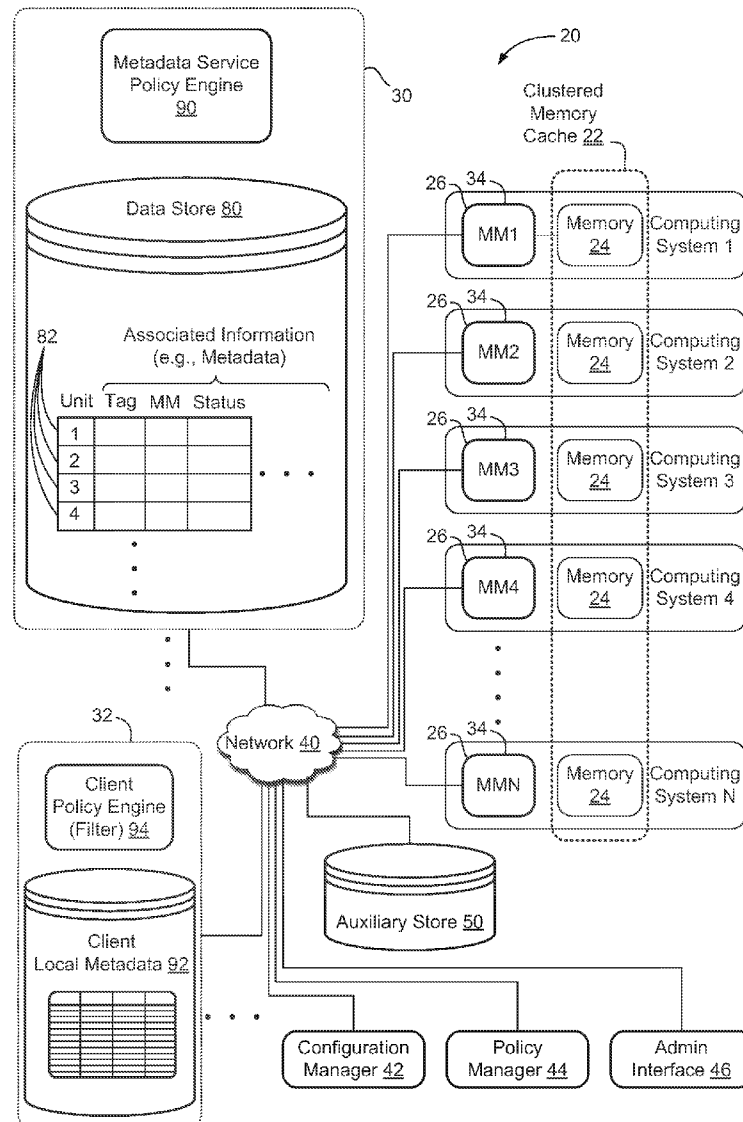 Metadata Service
Policy Engine
90
30
20
Clustered
Memory
Cache 22
Data Store 80
82
Associated Information
(e.g., Metadata)
Unit Tag MM Status
1
2
3
4
26 34
MM1
Memory
24
Computing
System 1
26 34
MM2
Memory
24
Computing
System 2
26 34
MM3
Memory
24
Computing
System 3
26 34
MM4
Memory
24
Computing
System 4
26 34
MMN
Memory
24
Computing
System N
32
Network 40
Client
Policy Engine
(Filter) 94
Client
Local Metadata 92
Auxiliary Store 50
Configuration
Manager 42
Policy
Manager 44
Admin
Interface 46